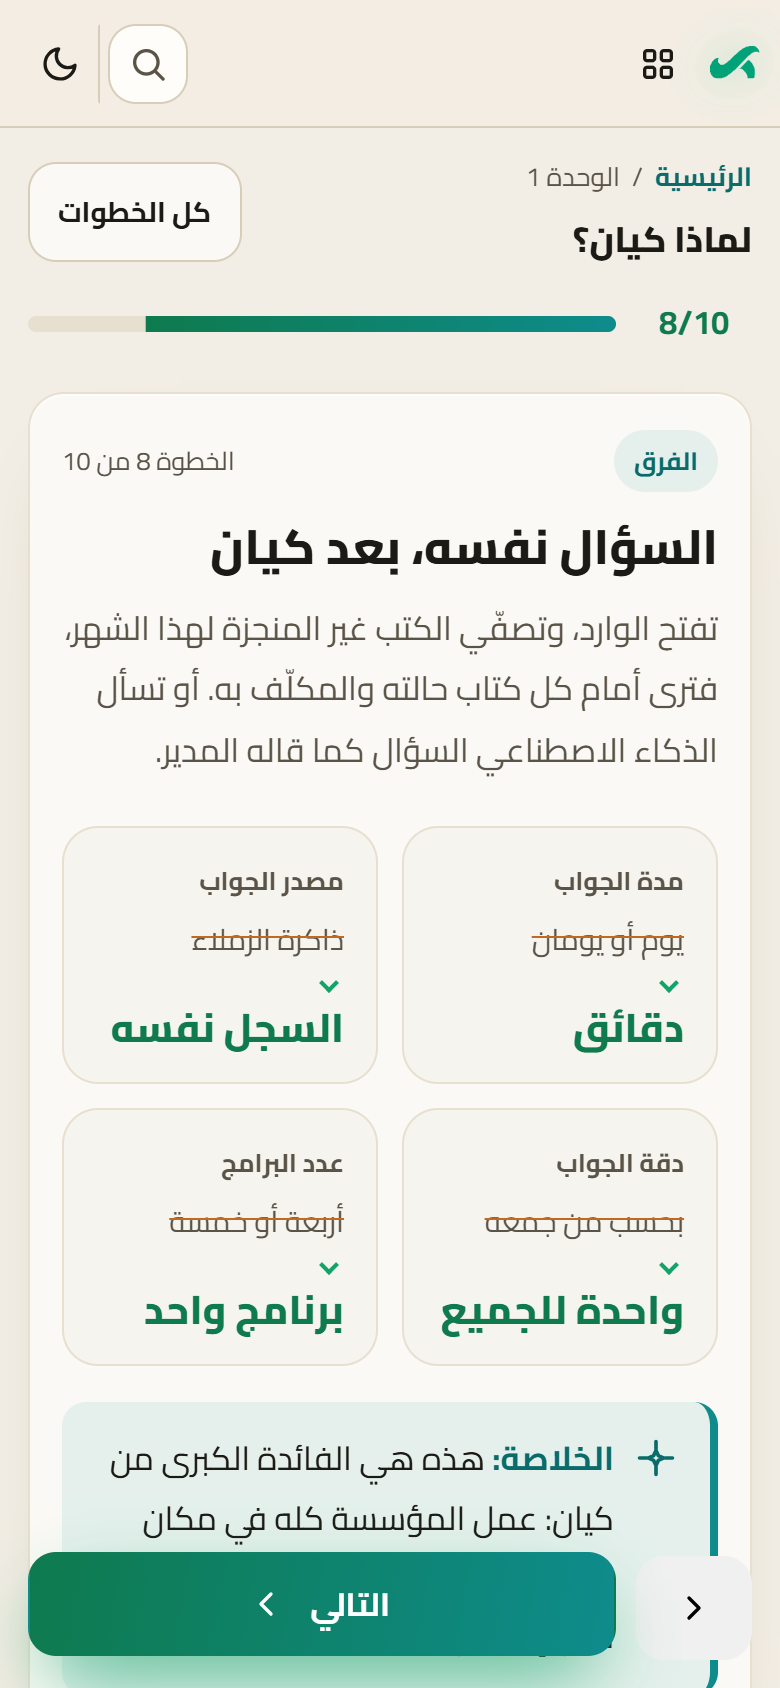 الرئيسية / الوحدة 1
لماذا كيان؟
كل الخطوات
8/10
الفرق
الخطوة 8 من 10
السؤال نفسه، بعد كيان
تفتح الوارد، وتصفّي الكتب غير المنجزة لهذا الشهر،
فترى أمام كل كتاب حالته والمكلّف به. أو تسأل
الذكاء الاصطناعي السؤال كما قاله المدير.
مدة الجواب
يوم أو يومان
دقائق
مصدر الجواب
ذاكرة الزملاء
السجل نفسه
دقة الجواب
بحسب من جمعه
واحدة للجميع
عدد البرامج
أربعة أو خمسة
برنامج واحد
الخلاصة: هذه هي الفائدة الكبرى من
كيان: عمل المؤسسة كله في مكان
التالي